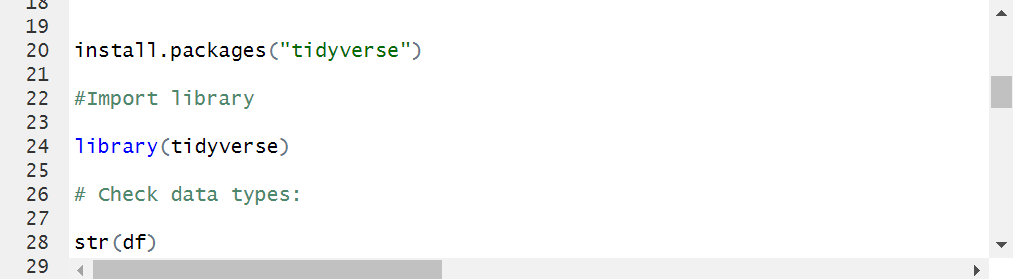 18
19
20 install.packages("tidyverse")
21
22 #Import library
23
24 library(tidyverse)
25
26 # Check data types:
27
28 str(df)
29